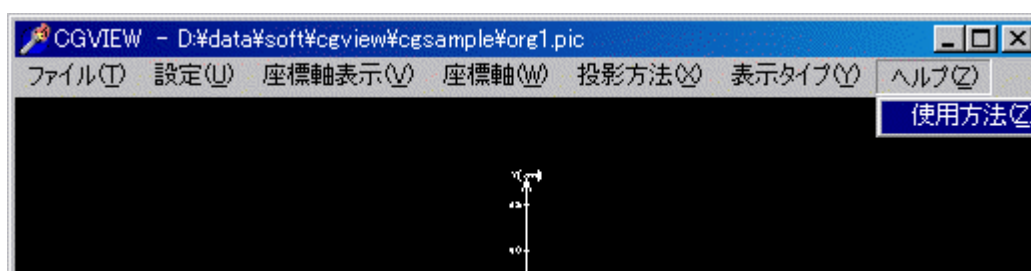 CGVIEW - D:¥data¥soft¥cgview¥cgsample¥org1.pic
ファイル(T) 設定(U) 座標軸表示(V) 座標軸(W) 投影方法(X) 表示タイプ(Y) ヘルプ(Z)
使用方法(Z